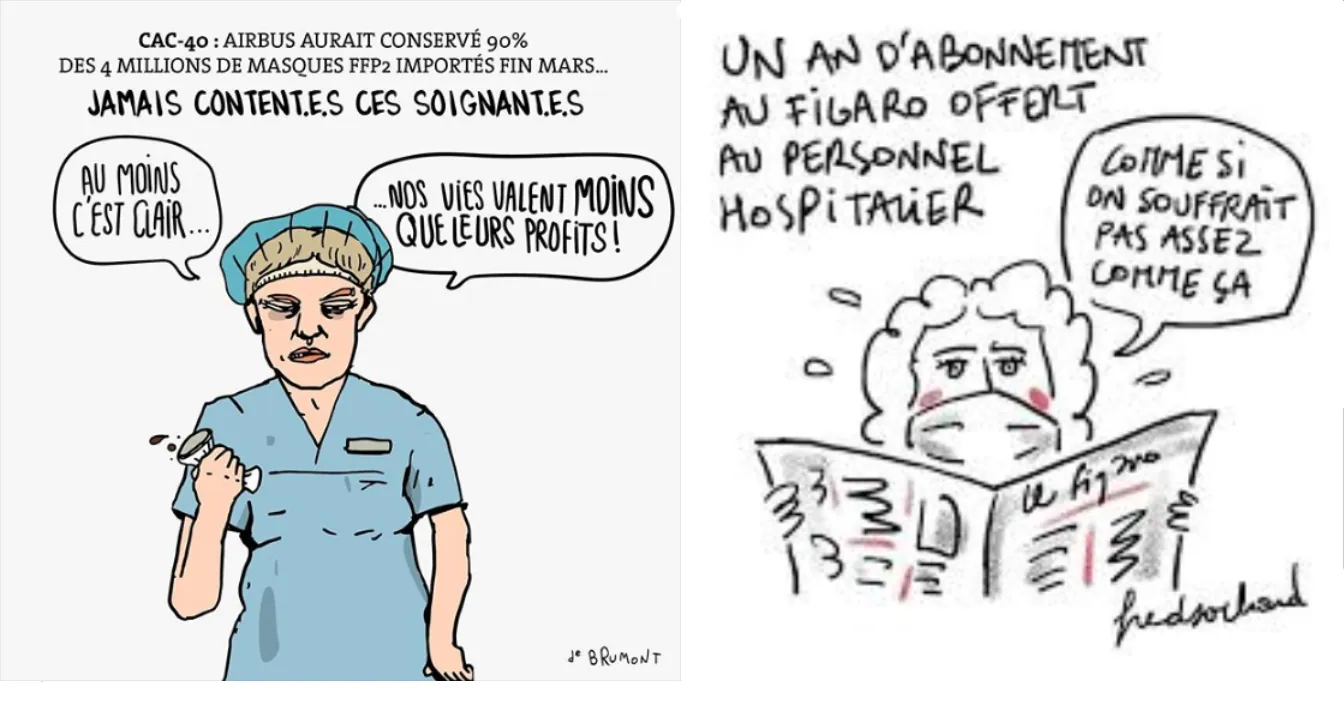 CAC-40 : AIRBUS AURAIT CONSERVÉ 90%
DES 4 MILLIONS DE MASQUES FFP2 IMPORTÉS FIN MARS...
JAMAIS CONTENT.E.S CES SOIGNANT.E.S
AU MOINS
C'EST CLAIR...
...NOS VIES VALENT MOINS
QUE LEURS PROFITS !
de BRUMONT
UN AN D'ABONNEMENT
AU FIGARO OFFERT
AU PERSONNEL
HOSPITALIER
COMME SI
ON SOUFFRAIT
PAS ASSEZ
COMME ÇA
Le Figaro
fredsochard